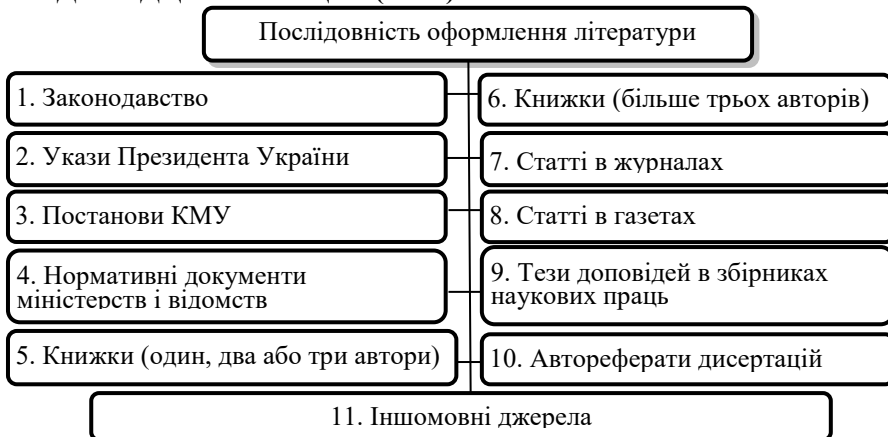 Послідовність оформлення літератури
1. Законодавство
2. Укази Президента України
3. Постанови КМУ
4. Нормативні документи
міністерств і відомств
5. Книжки (один, два або три автори)
6. Книжки (більше трьох авторів)
7. Статті в журналах
8. Статті в газетах
9. Тези доповідей в збірниках
наукових праць
10. Автореферати дисертацій
11. Іншомовні джерела